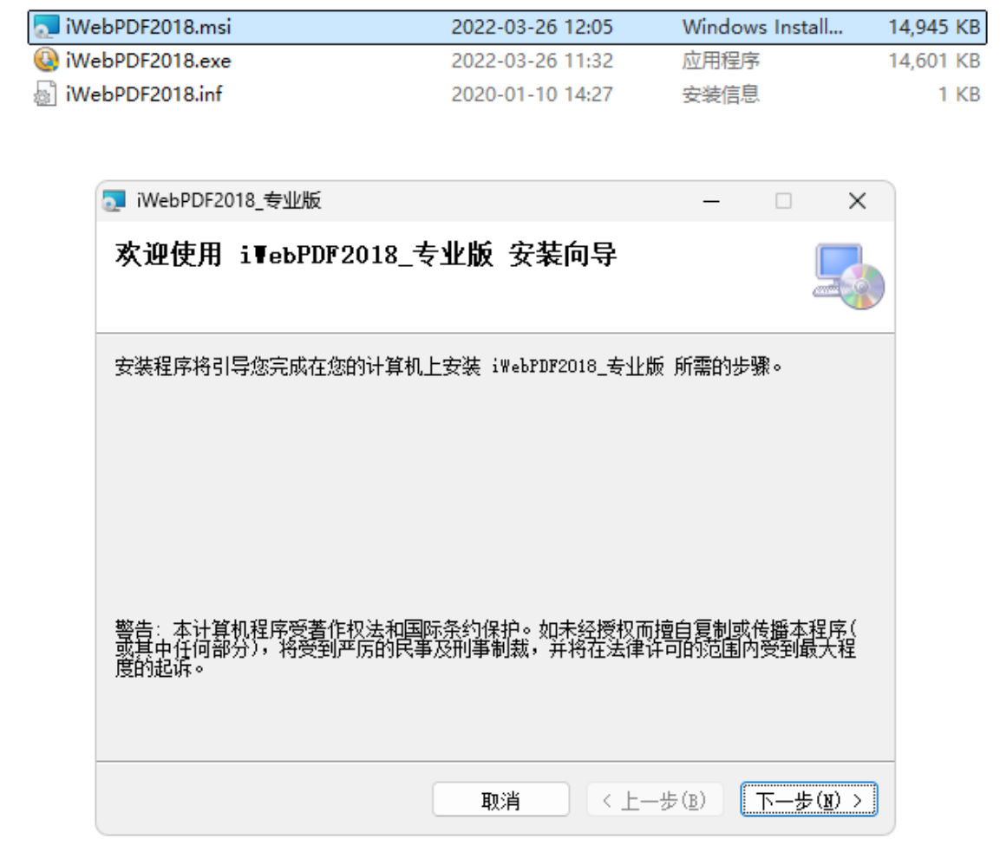 iWebPDF2018.msi 2022-03-26 12:05 Windows Install... 14,945 KB
iWebPDF2018.exe 2022-03-26 11:32 应用程序 14,601 KB
iWebPDF2018.inf 2020-01-10 14:27 安装信息 1 KB
iWebPDF2018_专业版
欢迎使用 iWebPDF2018_专业版 安装向导
安装程序将引导您完成在您的计算机上安装 iWebPDF2018_专业版 所需的步骤。
警告: 本计算机程序受著作权法和国际条约保护。如未经授权而擅自复制或传播本程序(
或其中任何部分)，将受到严厉的民事及刑事制裁，并将在法律许可的范围内受到最大程
度的起诉。
取消 < 上一步(B) 下一步(N) >